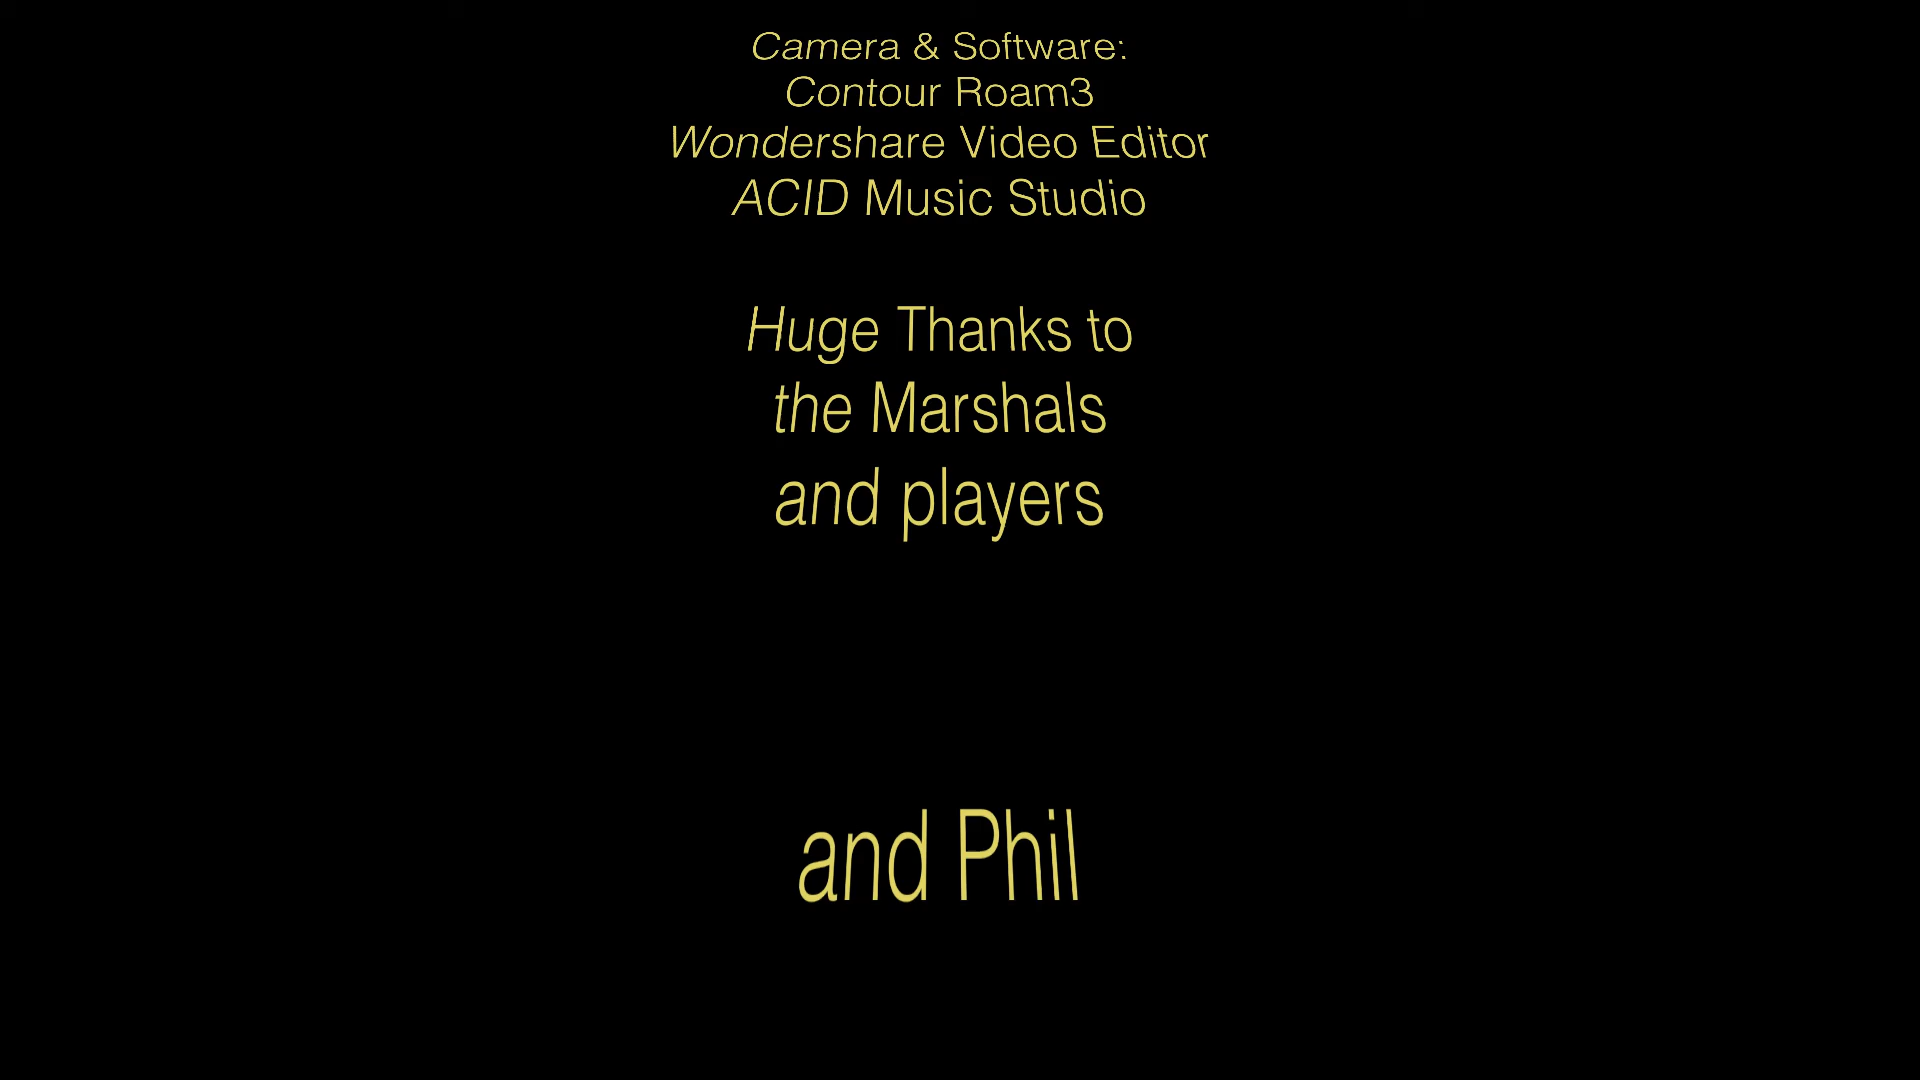 Camera & Software:
Contour Roam3
Wondershare Video Editor
ACID Music Studio
Huge Thanks to
the Marshals
and players
and Phil